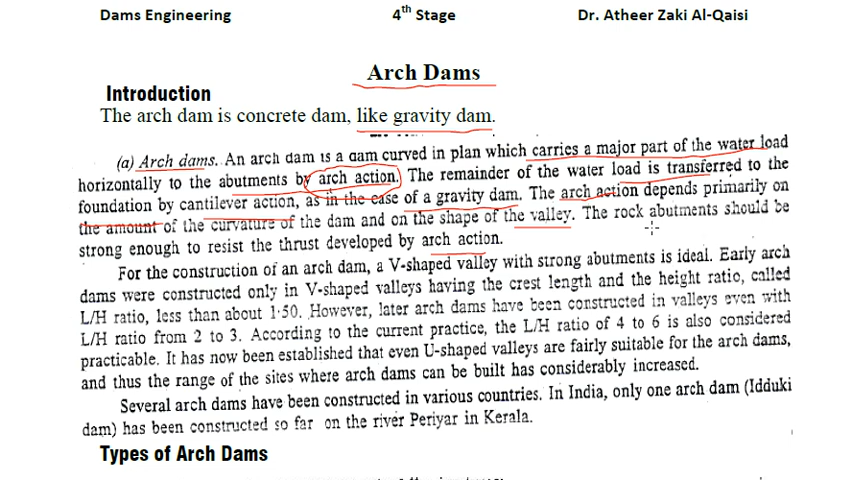 Dams Engineering 4th Stage Dr. Atheer Zaki Al-Qaisi
Arch Dams
Introduction
The arch dam is concrete dam, like gravity dam.
(a) Arch dams. An arch dam is a dam curved in plan which carries a major part of the water load
horizontally to the abutments by arch action. The remainder of the water load is transferred to the
foundation by cantilever action, as in the case of a gravity dam. The arch action depends primarily on
the amount of the curvature of the dam and on the shape of the valley. The rock abutments should be
strong enough to resist the thrust developed by arch action.
For the construction of an arch dam, a V-shaped valley with strong abutments is ideal. Early arch
dams were constructed only in V-shaped valleys having the crest length and the height ratio, called
L/H ratio, less than about 1·50. However, later arch dams have been constructed in valleys even with
L/H ratio from 2 to 3. According to the current practice, the L/H ratio of 4 to 6 is also considered
practicable. It has now been established that even U-shaped valleys are fairly suitable for the arch dams,
and thus the range of the sites where arch dams can be built has considerably increased.
Several arch dams have been constructed in various countries. In India, only one arch dam (Idduki
dam) has been constructed so far on the river Periyar in Kerala.
Types of Arch Dams